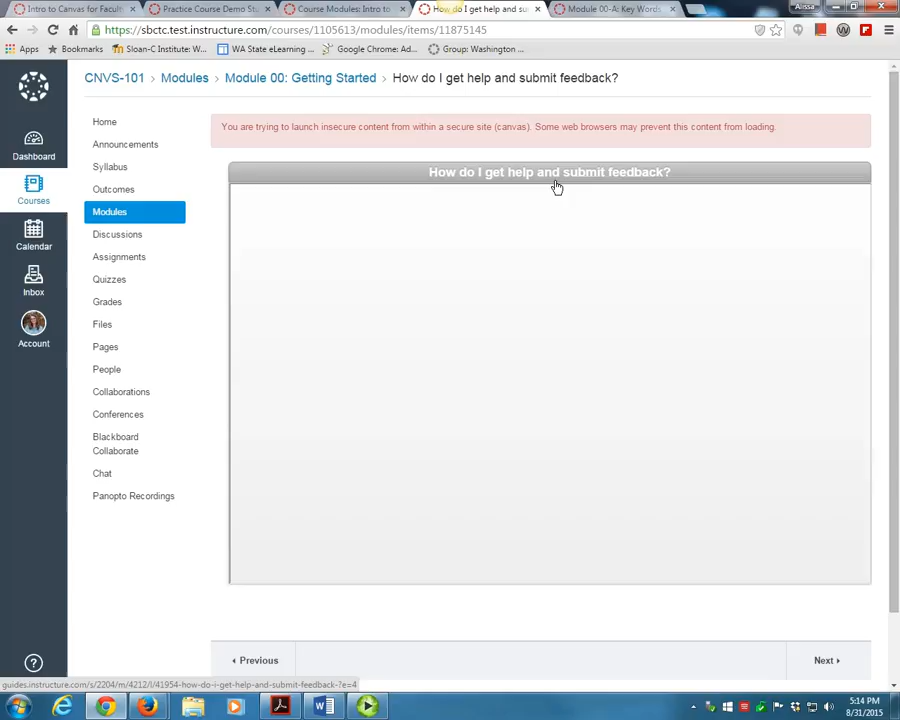 Intro to Canvas for Facult
Practice Course Demo Stu
Course Modules: Intro to
How do I get help and su
Module 00-A: Key Words
Alissa
https://sbctc.test.instructure.com/courses/1105613/modules/items/11875145
Apps
Bookmarks
Sloan-C Institute: W...
WA State eLearning ...
Google Chrome: Ad...
Group: Washington ...
CNVS-101 > Modules > Module 00: Getting Started > How do I get help and submit feedback?
Dashboard
Courses
Calendar
Inbox
Account
Home
Announcements
Syllabus
Outcomes
Modules
Discussions
Assignments
Quizzes
Grades
Files
Pages
People
Collaborations
Conferences
Blackboard
Collaborate
Chat
Panopto Recordings
You are trying to launch insecure content from within a secure site (canvas). Some web browsers may prevent this content from loading.
How do I get help and submit feedback?
Previous
Next
guides.instructure.com/s/2204/m/4212/l/41954-how-do-i-get-help-and-submit-feedback-?e=4
5:14 PM
8/31/2015